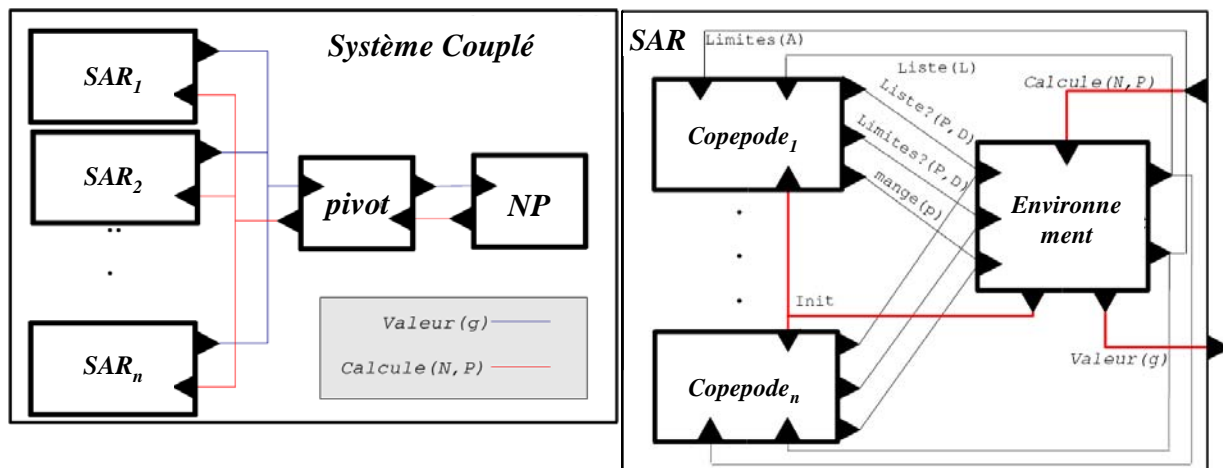 Système Couplé
SAR1
SAR2
SARn
pivot
NP
Valeur(g)
Calcule(N,P)
SAR
Limites(A)
Liste(L)
Calcule(N,P)
Copepode1
Liste?(P,D)
Limites?(P,D)
mange(p)
Environne
ment
Init
Copepoden
Valeur(g)